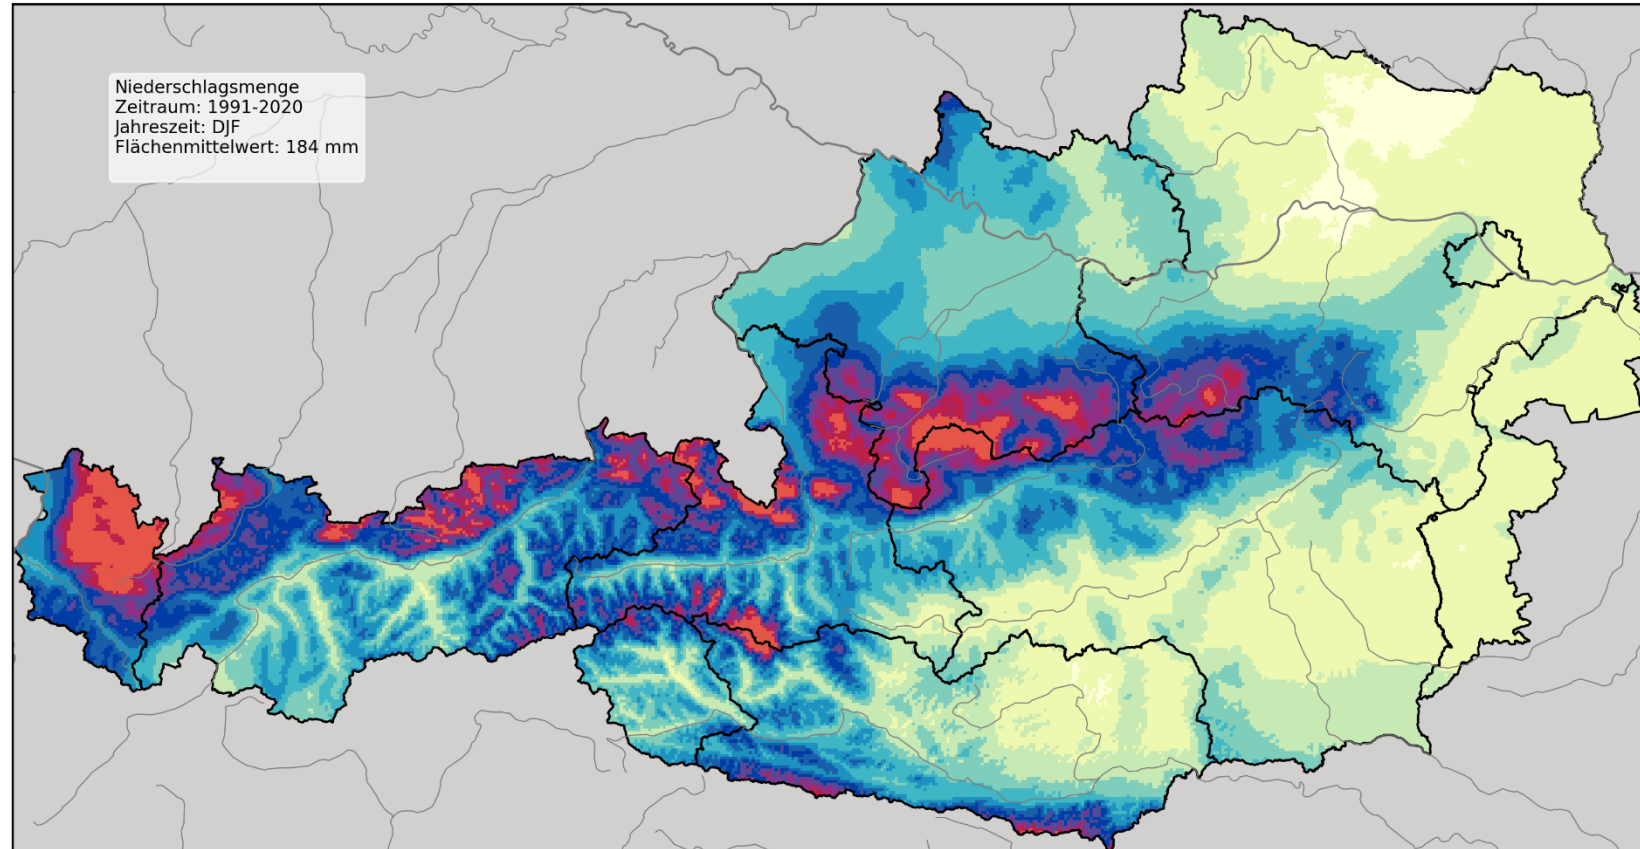 Niederschlagsmenge
Zeitraum: 1991-2020
Jahreszeit: DJF
Flächenmittelwert: 184 mm